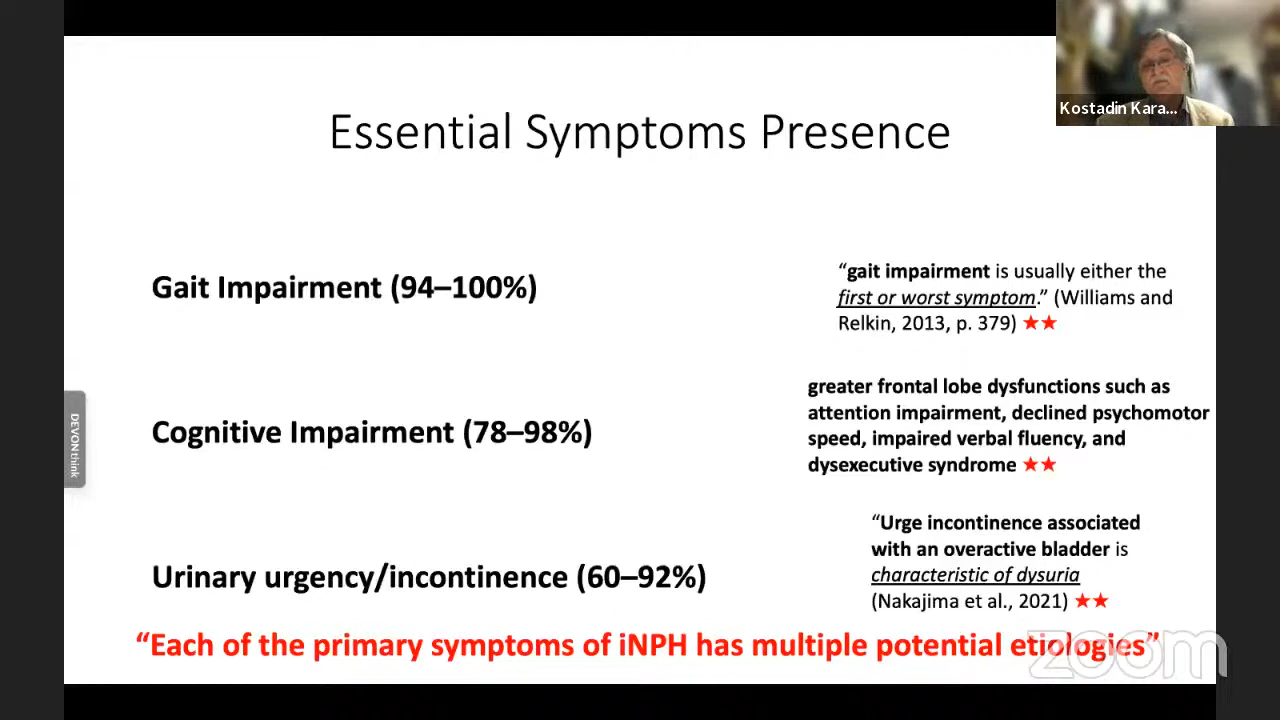 Kostadin Kara...
Essential Symptoms Presence
Gait Impairment (94–100%)
“gait impairment is usually either the
first or worst symptom.” (Williams and
Relkin, 2013, p. 379) ★★
Cognitive Impairment (78–98%)
greater frontal lobe dysfunctions such as
attention impairment, declined psychomotor
speed, impaired verbal fluency, and
dysexecutive syndrome ★★
DEVONthink
Urinary urgency/incontinence (60–92%)
“Urge incontinence associated
with an overactive bladder is
characteristic of dysuria
(Nakajima et al., 2021) ★★
“Each of the primary symptoms of iNPH has multiple potential etiologies”
zoom